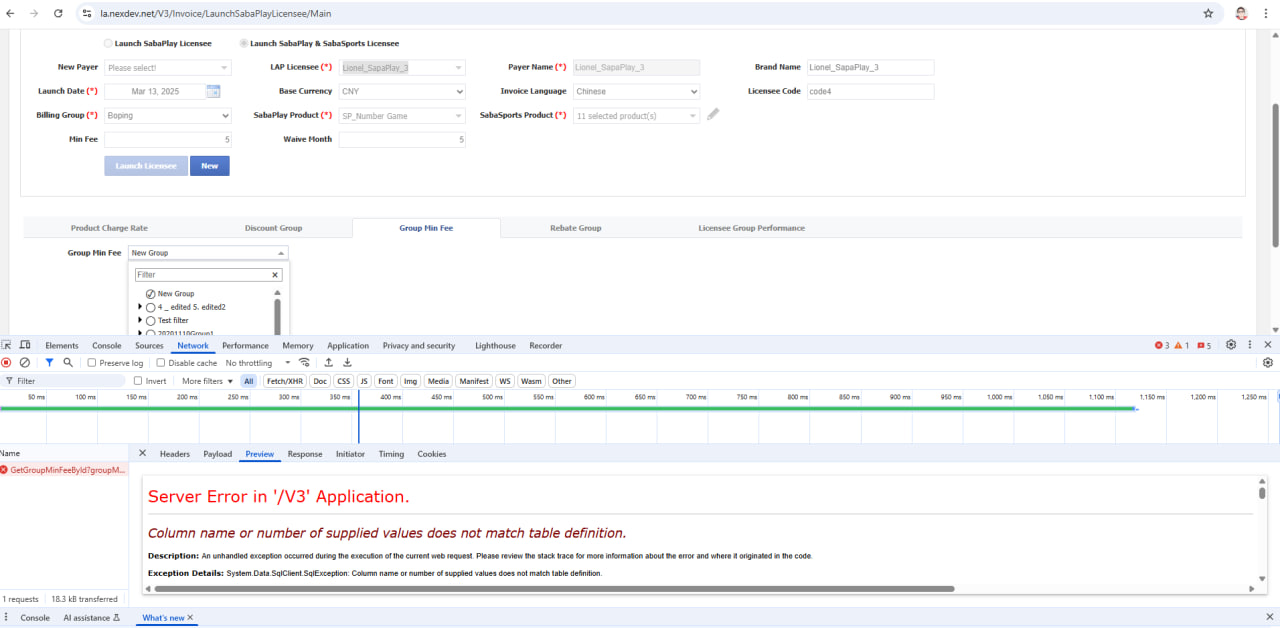 la.nexdev.net/V3/Invoice/LaunchSabaPlayLicensee/Main
Launch SabaPlay Licensee
Launch SabaPlay & SabaSports Licensee
New Payer Please select! LAP Licensee (*) Lionel_SapaPlay_3 Payer Name (*) Lionel_SapaPlay_3 Brand Name Lionel_SapaPlay_3
Launch Date (*) Mar 13, 2025 Base Currency CNY Invoice Language Chinese Licensee Code code4
Billing Group (*) Boping SabaPlay Product (*) SP_Number Game SabaSports Product (*) 11 selected product(s)
Min Fee 5 Waive Month 5
Launch Licensee New
Product Charge Rate Discount Group Group Min Fee Rebate Group Licensee Group Performance
Group Min Fee New Group
Filter
New Group
4 _ edited 5. edited2
Test filter
20201110Group1
Elements Console Sources Network Performance Memory Application Privacy and security Lighthouse Recorder 3 1 5
Preserve log Disable cache No throttling
Filter Invert More filters All Fetch/XHR Doc CSS JS Font Img Media Manifest WS Wasm Other
50 ms 100 ms 150 ms 200 ms 250 ms 300 ms 350 ms 400 ms 450 ms 500 ms 550 ms 600 ms 650 ms 700 ms 750 ms 800 ms 850 ms 900 ms 950 ms 1,000 ms 1,050 ms 1,100 ms 1,150 ms 1,200 ms 1,250 ms
Name Headers Payload Preview Response Initiator Timing Cookies
GetGroupMinFeeById?groupM...
Server Error in '/V3' Application.
Column name or number of supplied values does not match table definition.
Description: An unhandled exception occurred during the execution of the current web request. Please review the stack trace for more information about the error and where it originated in the code.
Exception Details: System.Data.SqlClient.SqlException: Column name or number of supplied values does not match table definition.
1 requests 18.3 kB transferred
Console AI assistance What's new